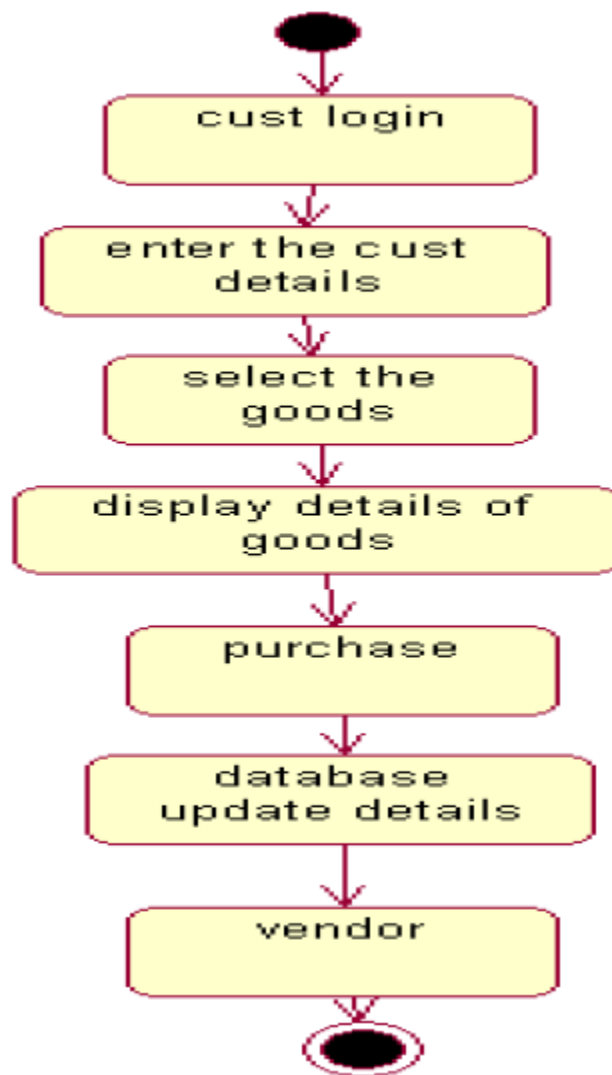 cust login
enter the cust
details
select the
goods
display details of
goods
purchase
database
update details
vendor